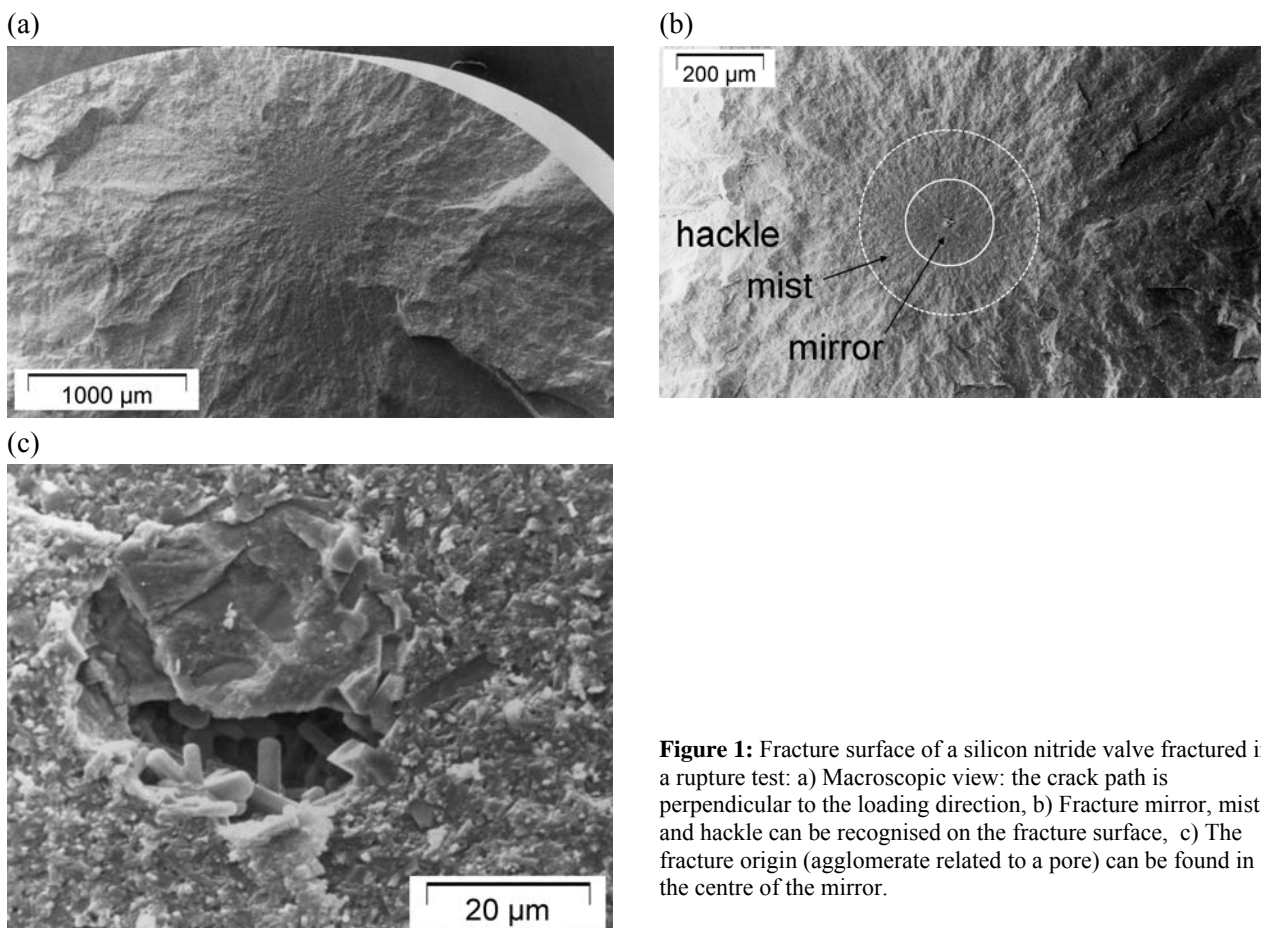 (a)
1000 µm
(b)
200 µm
hackle
mist
mirror
(c)
20 µm
Figure 1: Fracture surface of a silicon nitride valve fractured i
a rupture test: a) Macroscopic view: the crack path is
perpendicular to the loading direction, b) Fracture mirror, mist
and hackle can be recognised on the fracture surface, c) The
fracture origin (agglomerate related to a pore) can be found in
the centre of the mirror.